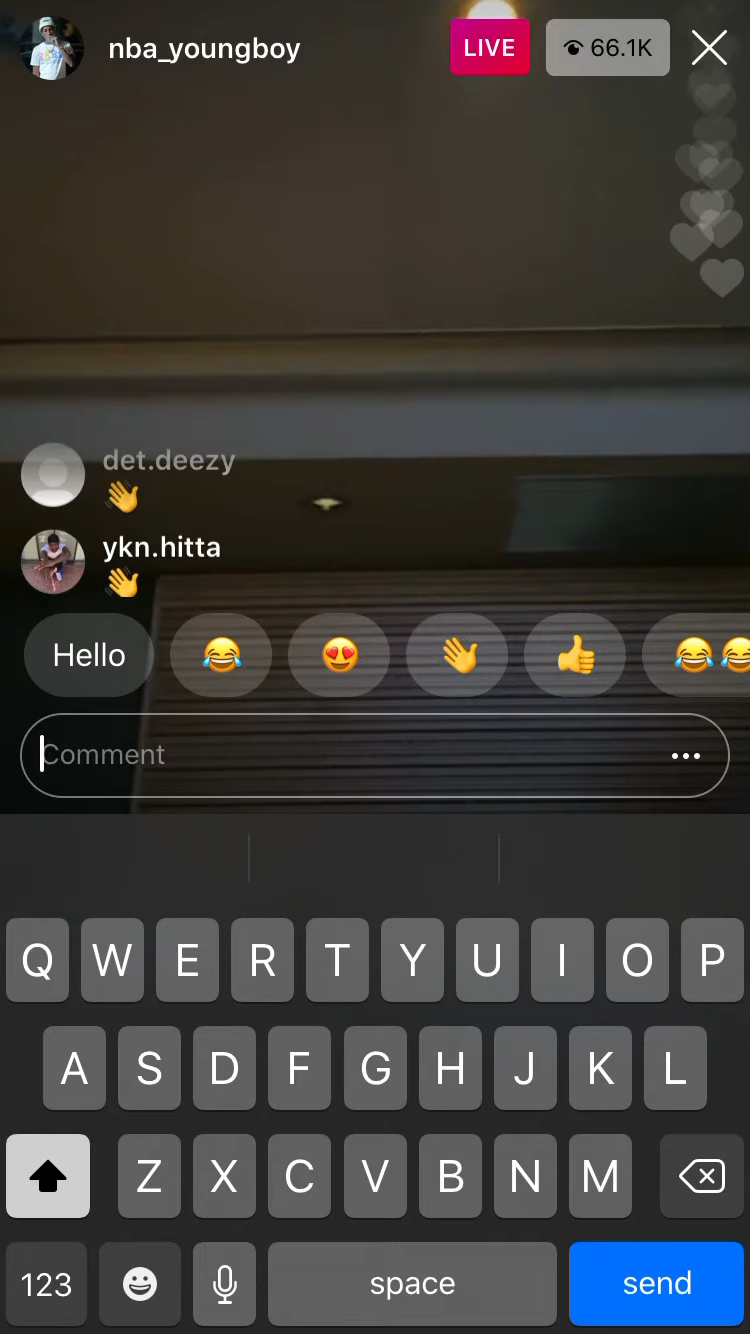 nba_youngboy LIVE 66.1K
det.deezy
👋
ykn.hitta
👋
Hello 😂 😍 👋 👍 😂😂
Comment
Q W E R T Y U I O P
A S D F G H J K L
Z X C V B N M
123 space send